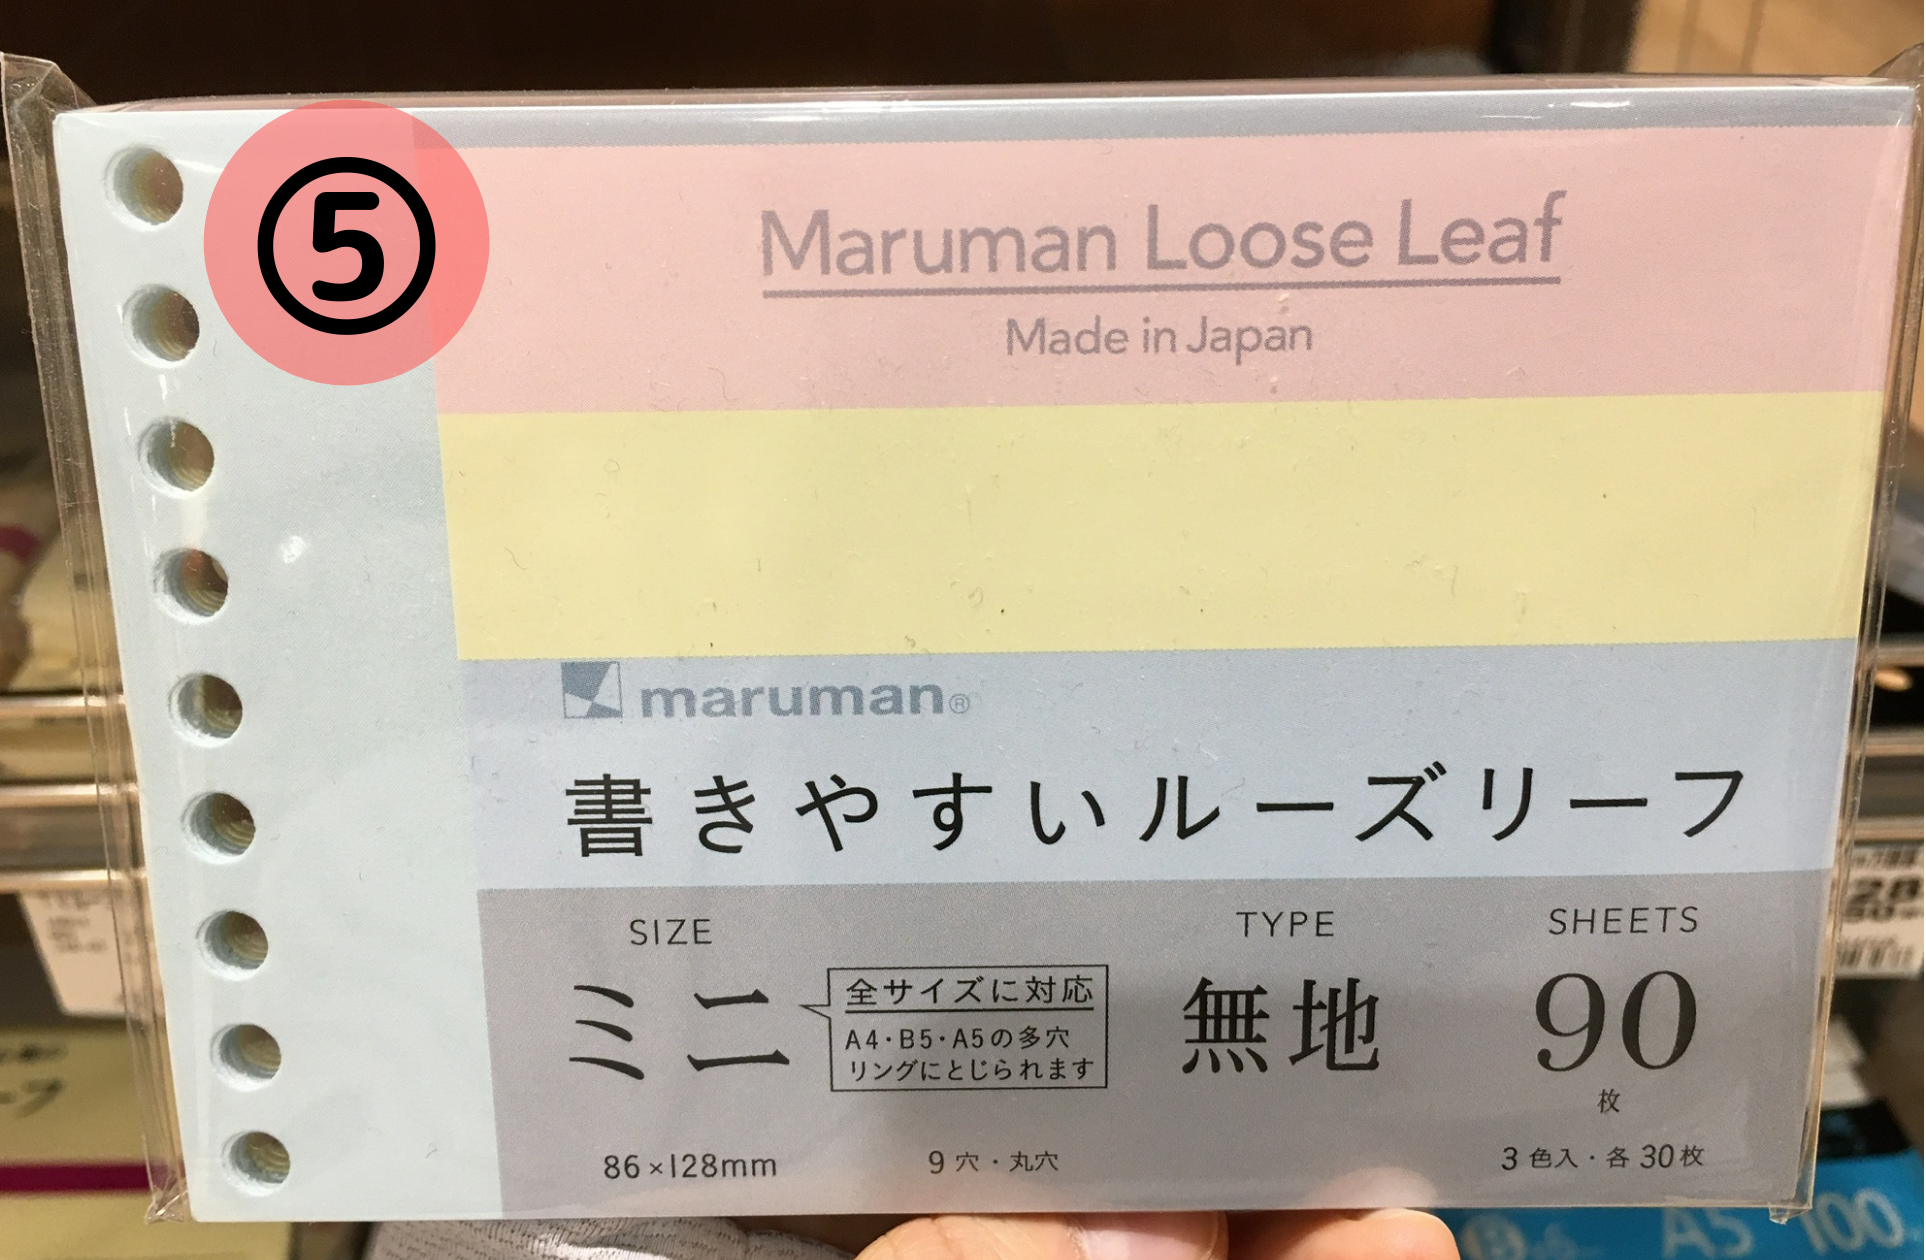 ⑤
Maruman Loose Leaf
Made in Japan
maruman®
書きやすいルーズリーフ
SIZE
ミニ
全サイズに対応
A4・B5・A5の多穴
リングにとじられます
86×128mm
9穴・丸穴
TYPE
無地
SHEETS
90
枚
3色入・各30枚
28
A5 100